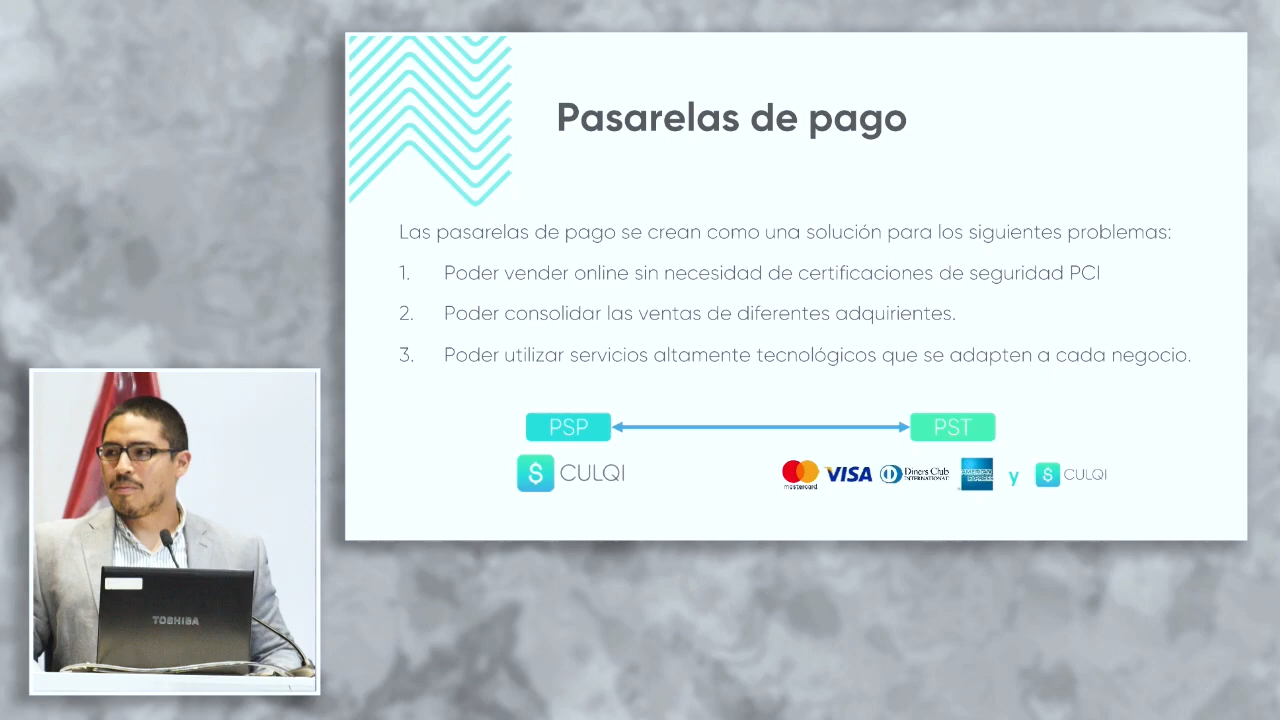 Pasarelas de pago
Las pasarelas de pago se crean como una solución para los siguientes problemas:
1. Poder vender online sin necesidad de certificaciones de seguridad PCI
2. Poder consolidar las ventas de diferentes adquirientes.
3. Poder utilizar servicios altamente tecnológicos que se adapten a cada negocio.
PSP PST
$ CULQI mastercard VISA Diners Club INTERNATIONAL AMERICAN EXPRESS y $ CULQI
TOSHIBA